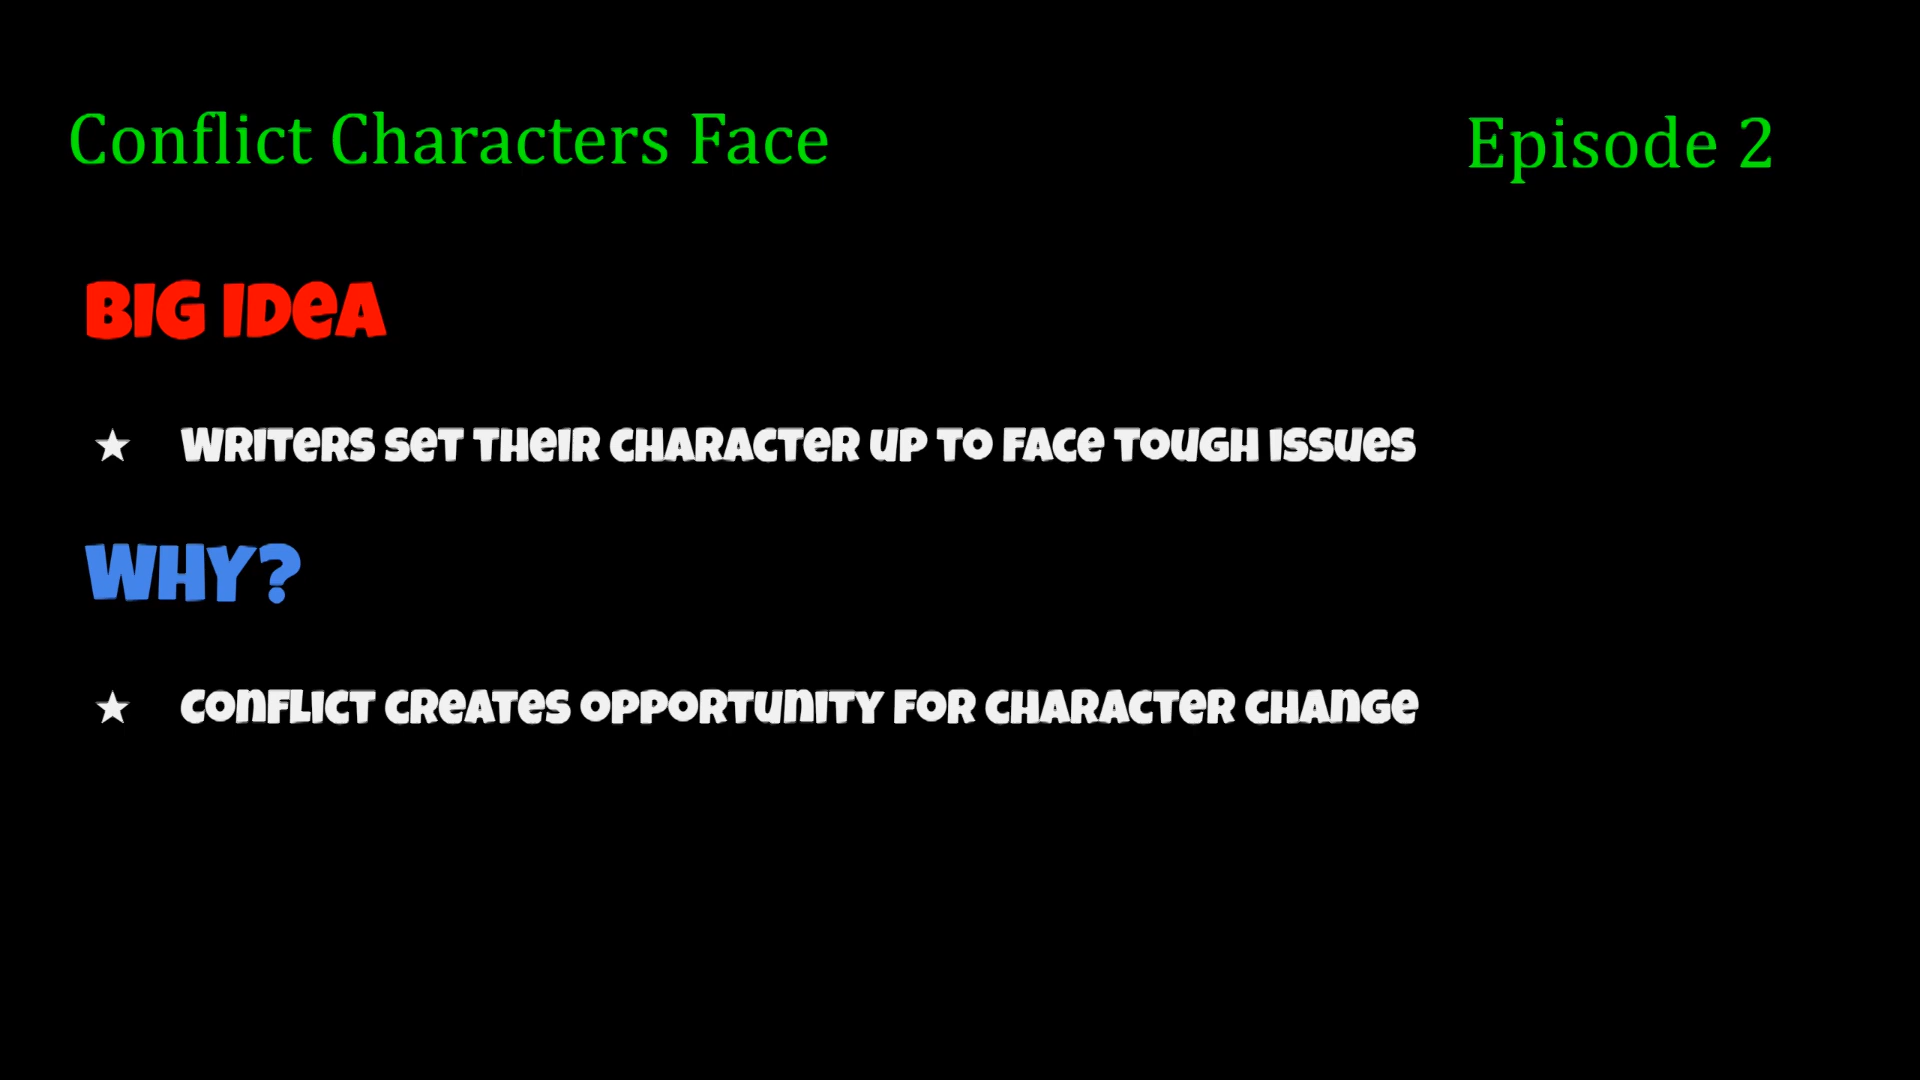 Conflict Characters Face
Episode 2
BIG IDEA
★ WRITERS SET THEIR CHARACTER UP TO FACE TOUGH ISSUES
WHY?
★ CONFLICT CREATES OPPORTUNITY FOR CHARACTER CHANGE